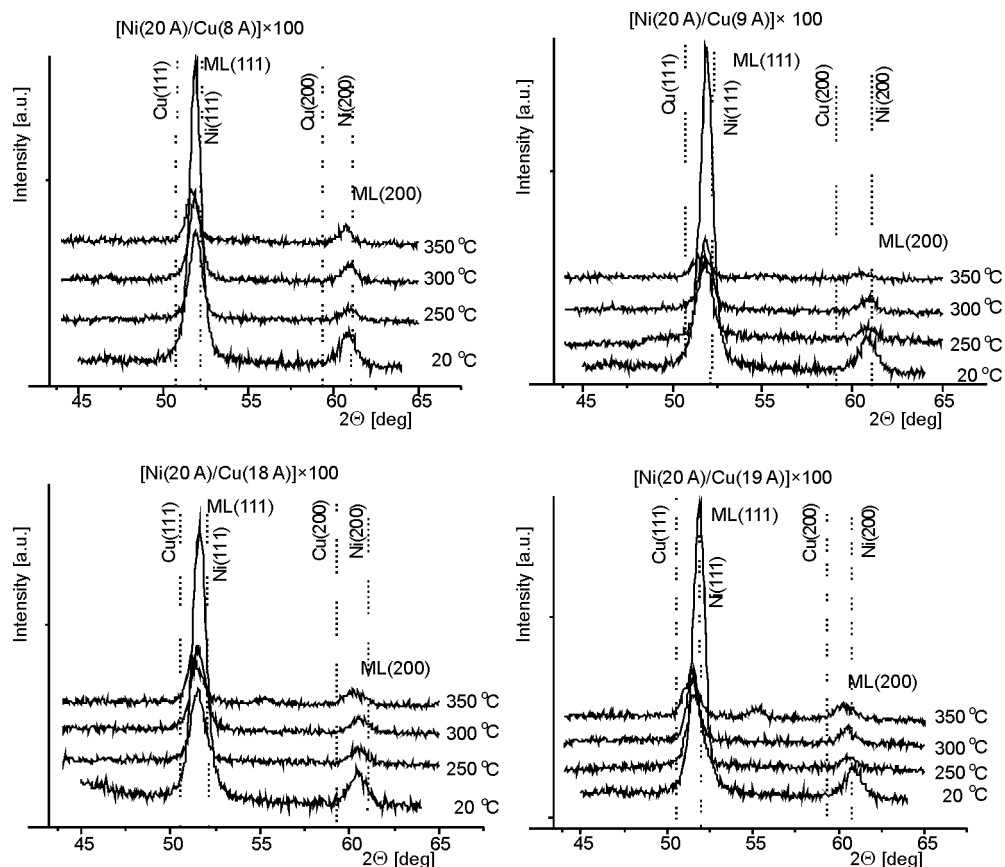 [Ni(20 A)/Cu(8 A)]×100
Intensity [a.u.]
Cu(111)
ML(111)
Ni(111)
Cu(200)
Ni(200)
ML(200)
350 °C
300 °C
250 °C
20 °C
45 50 55 60 65
2Θ [deg]
[Ni(20 A)/Cu(9 A)]× 100
Intensity [a.u.]
Cu(111)
ML(111)
Ni(111)
Cu(200)
Ni(200)
ML(200)
350 °C
300 °C
250 °C
20 °C
45 50 55 60 65
2Θ [deg]
[Ni(20 A)/Cu(18 A)]×100
Intensity [a.u.]
Cu(111)
ML(111)
Ni(111)
Cu(200)
Ni(200)
ML(200)
350 °C
300 °C
250 °C
20 °C
45 50 55 60 65
2Θ [deg]
[Ni(20 A)/Cu(19 A)]×100
Intensity [a.u.]
Cu(111)
ML(111)
Ni(111)
Cu(200)
Ni(200)
ML(200)
350 °C
300 °C
250 °C
20 °C
45 50 55 60 65
2Θ [deg]